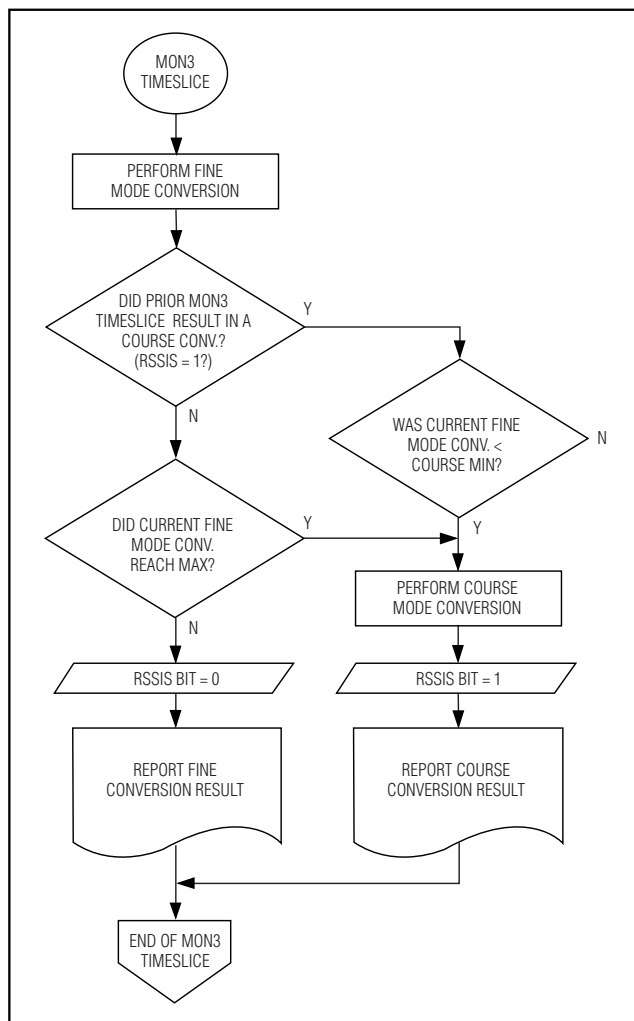 MON3
TIMESLICE
PERFORM FINE
MODE CONVERSION
DID PRIOR MON3
TIMESLICE RESULT IN A
COURSE CONV.?
(RSSIS = 1?)
Y
N
WAS CURRENT FINE
MODE CONV. <
COURSE MIN?
N
Y
DID CURRENT FINE
MODE CONV.
REACH MAX?
Y
N
PERFORM COURSE
MODE CONVERSION
RSSIS BIT = 0
RSSIS BIT = 1
REPORT FINE
CONVERSION RESULT
REPORT COURSE
CONVERSION RESULT
END OF MON3
TIMESLICE